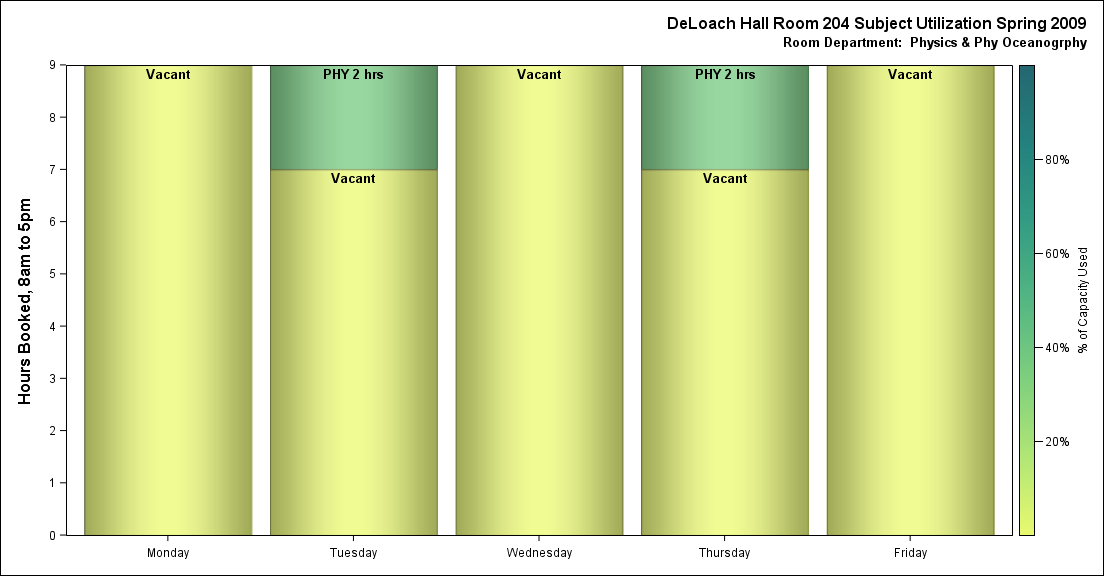 DeLoach Hall Room 204 Subject Utilization Spring 2009
Room Department: Physics & Phy Oceanogrphy
Hours Booked, 8am to 5pm
9
8
7
6
5
4
3
2
1
0
Vacant
PHY 2 hrs
Vacant
Vacant
PHY 2 hrs
Vacant
Vacant
Monday
Tuesday
Wednesday
Thursday
Friday
80%
60%
40%
20%
% of Capacity Used